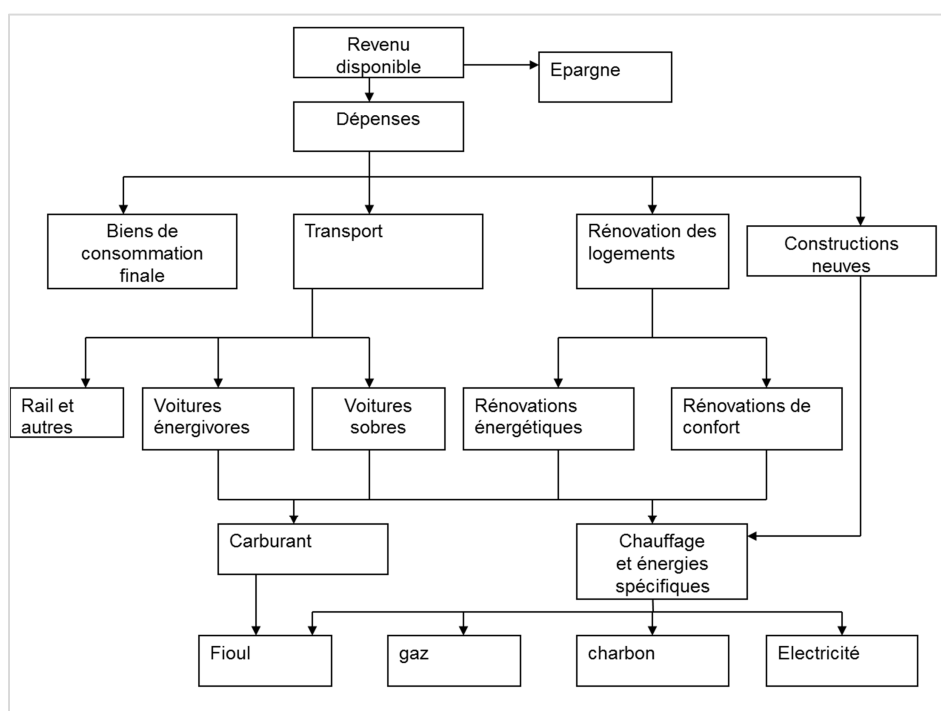 Revenu
disponible
Epargne
Dépenses
Biens de
consommation
finale
Transport
Rénovation des
logements
Constructions
neuves
Rail et
autres
Voitures
énergivores
Voitures
sobres
Rénovations
énergétiques
Rénovations de
confort
Carburant
Chauffage
et énergies
spécifiques
Fioul
gaz
charbon
Electricité